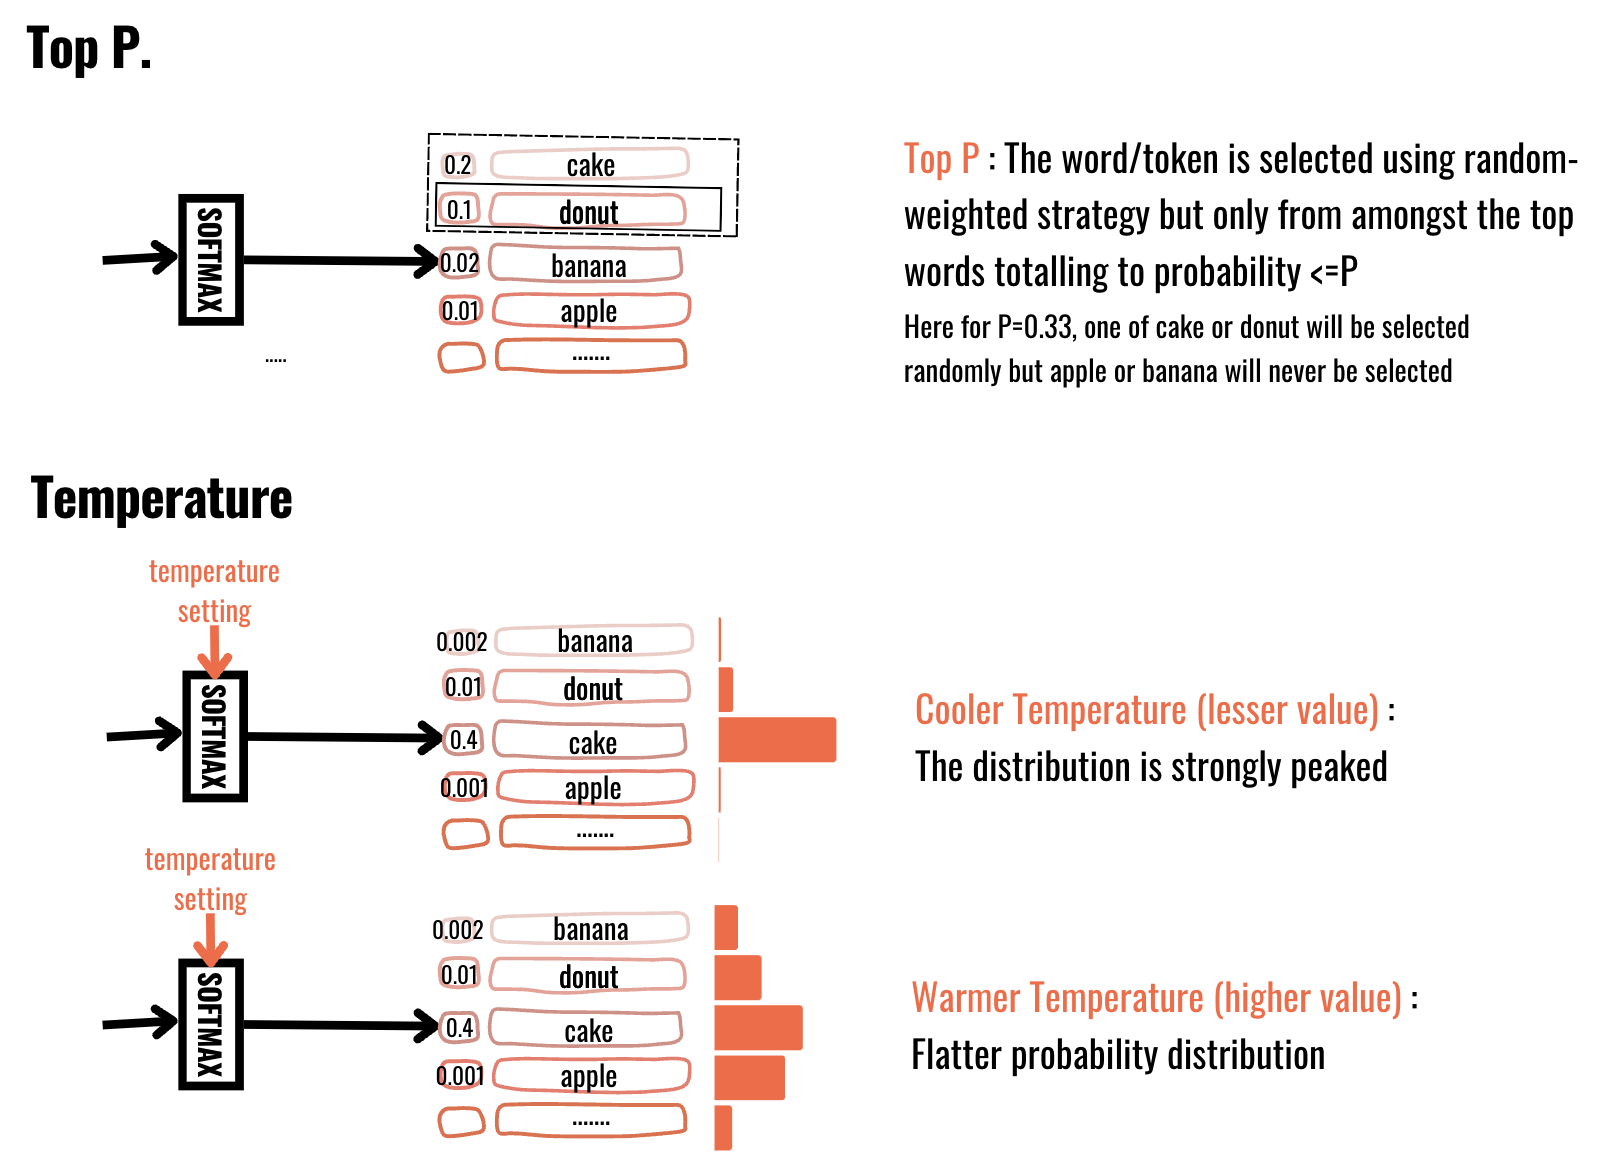 Top P.
0.2 cake
0.1 donut
0.02 banana
0.01 apple
.......
SOFTMAX
.....
Top P : The word/token is selected using random-
weighted strategy but only from amongst the top
words totalling to probability <=P
Here for P=0.33, one of cake or donut will be selected
randomly but apple or banana will never be selected
Temperature
temperature
setting
SOFTMAX
0.002 banana
0.01 donut
0.4 cake
0.001 apple
.......
Cooler Temperature (lesser value) :
The distribution is strongly peaked
temperature
setting
SOFTMAX
0.002 banana
0.01 donut
0.4 cake
0.001 apple
.......
Warmer Temperature (higher value) :
Flatter probability distribution